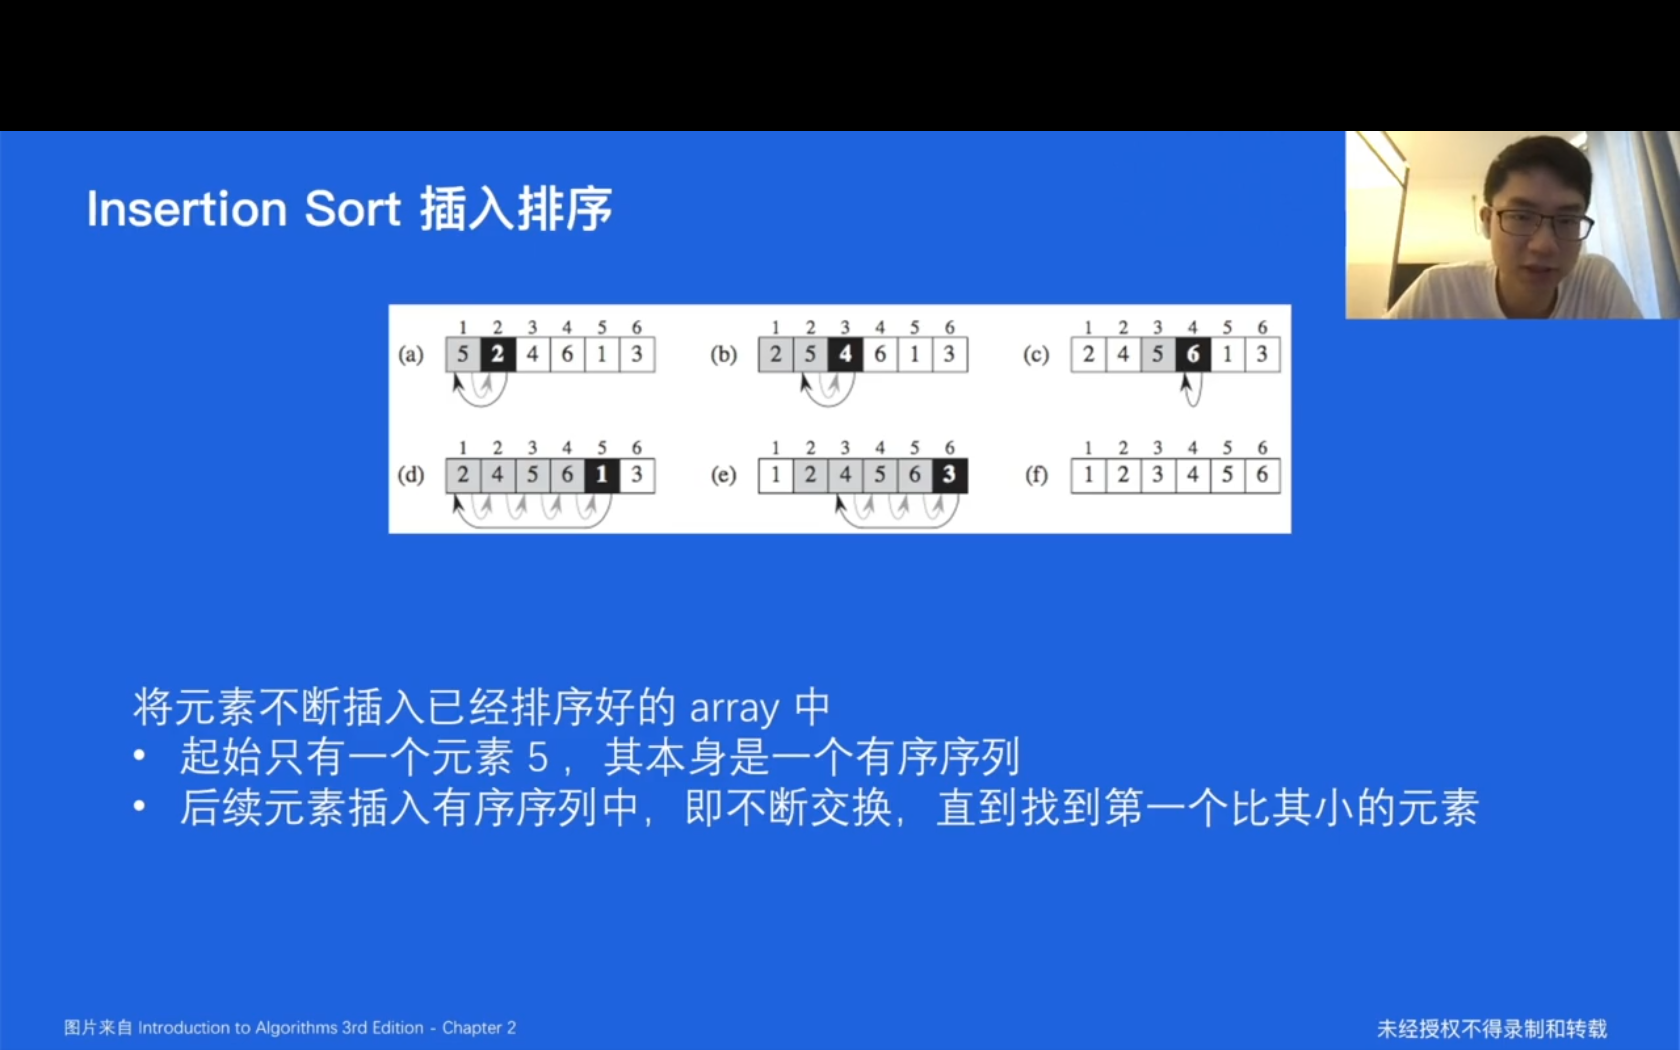 Insertion Sort 插入排序
(a) 1 2 3 4 5 6
5 2 4 6 1 3
(b) 1 2 3 4 5 6
2 5 4 6 1 3
(c) 1 2 3 4 5 6
2 4 5 6 1 3
(d) 1 2 3 4 5 6
2 4 5 6 1 3
(e) 1 2 3 4 5 6
1 2 4 5 6 3
(f) 1 2 3 4 5 6
1 2 3 4 5 6
将元素不断插入已经排序好的 array 中
• 起始只有一个元素 5，其本身是一个有序序列
• 后续元素插入有序序列中，即不断交换，直到找到第一个比其小的元素
图片来自 Introduction to Algorithms 3rd Edition - Chapter 2
未经授权不得录制和转载